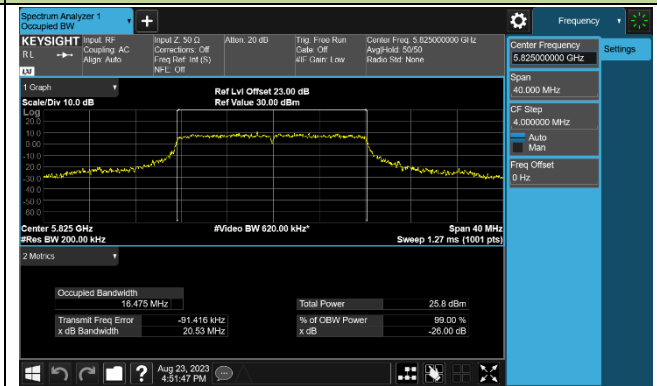 Spectrum Analyzer 1
Occupied BW
Frequency
KEYSIGHT
RL
LXI
Input: RF
Coupling: AC
Align: Auto
Input Z: 50 Ω
Corrections: Off
Freq Ref: Int (S)
NFE: Off
Atten: 20 dB
Trig: Free Run
Gate: Off
#IF Gain: Low
Center Freq: 5.825000000 GHz
Avg|Hold: 50/50
Radio Std: None
Center Frequency
5.825000000 GHz
Settings
Span
40.000 MHz
CF Step
4.000000 MHz
Auto
Man
Freq Offset
0 Hz
1 Graph
Scale/Div 10.0 dB
Ref Lvl Offset 23.00 dB
Ref Value 30.00 dBm
Log
20.0
10.0
0.00
-10.0
-20.0
-30.0
-40.0
-50.0
-60.0
Center 5.825 GHz
#Video BW 620.00 kHz*
Span 40 MHz
#Res BW 200.00 kHz
Sweep 1.27 ms (1001 pts)
2 Metrics
Occupied Bandwidth
16.475 MHz
Total Power 25.8 dBm
Transmit Freq Error -91.416 kHz
% of OBW Power 99.00 %
x dB Bandwidth 20.53 MHz
x dB -26.00 dB
?
Aug 23, 2023
4:51:47 PM